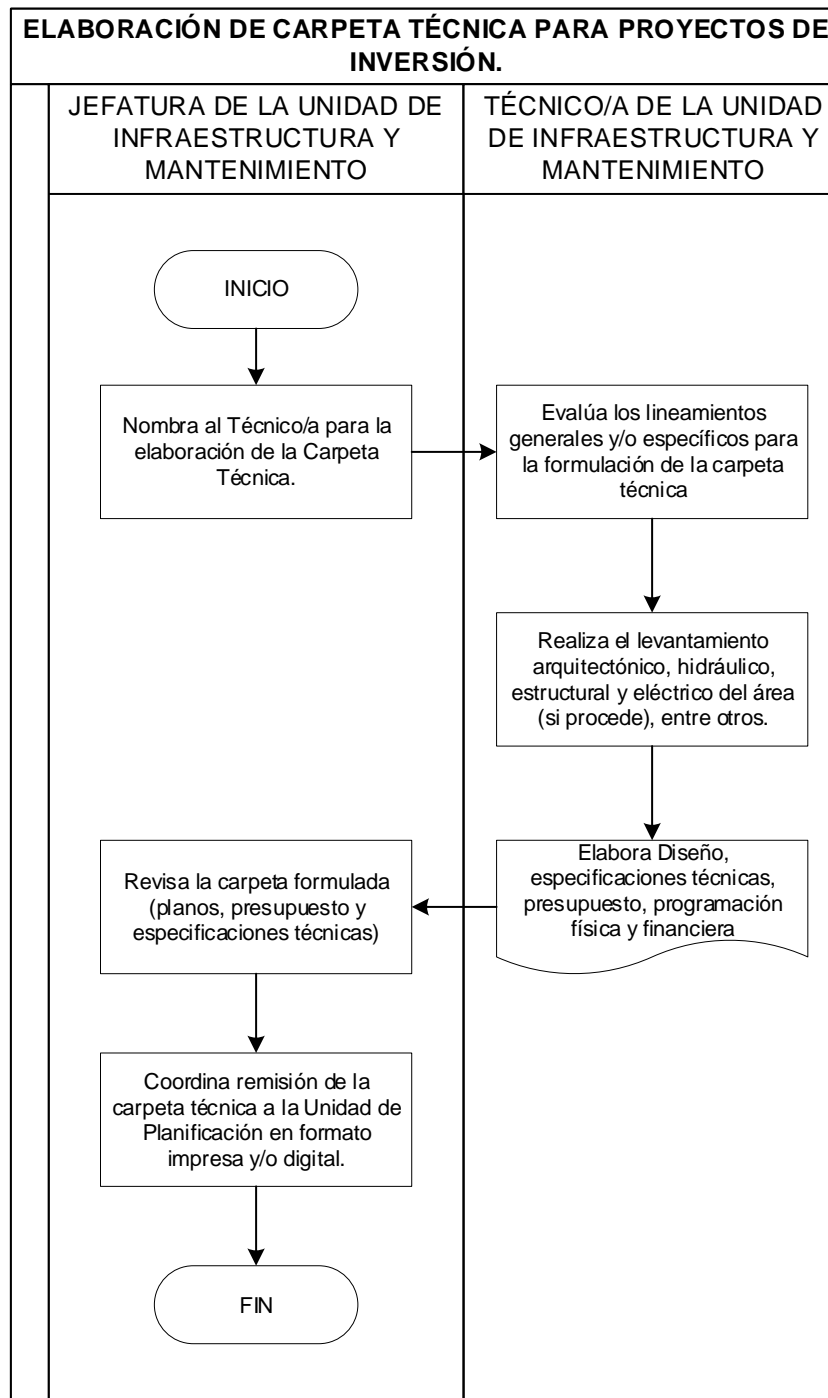 ELABORACIÓN DE CARPETA TÉCNICA PARA PROYECTOS DE
INVERSIÓN.
JEFATURA DE LA UNIDAD DE
INFRAESTRUCTURA Y
MANTENIMIENTO
TÉCNICO/A DE LA UNIDAD
DE INFRAESTRUCTURA Y
MANTENIMIENTO
INICIO
Nombra al Técnico/a para la
elaboración de la Carpeta
Técnica.
Evalúa los lineamientos
generales y/o específicos para
la formulación de la carpeta
técnica
Realiza el levantamiento
arquitectónico, hidráulico,
estructural y eléctrico del área
(si procede), entre otros.
Elabora Diseño,
especificaciones técnicas,
presupuesto, programación
física y financiera
Revisa la carpeta formulada
(planos, presupuesto y
especificaciones técnicas)
Coordina remisión de la
carpeta técnica a la Unidad de
Planificación en formato
impresa y/o digital.
FIN